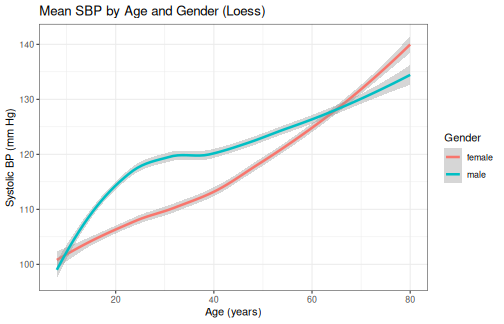 Mean SBP by Age and Gender (Loess)
Systolic BP (mm Hg)
140
130
120
110
100
20 40 60 80
Age (years)
Gender
female
male